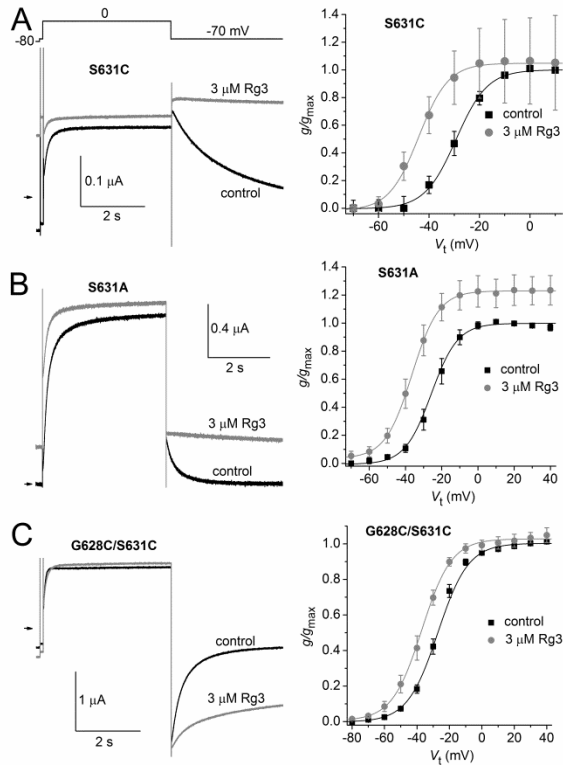 A
0
-80
-70 mV
S631C
3 μM Rg3
control
0.1 μA
2 s
S631C
g/gmax
1.4
1.2
1.0
0.8
0.6
0.4
0.2
0.0
control
3 μM Rg3
-60 -40 -20 0
Vt (mV)
B
S631A
0.4 μA
2 s
3 μM Rg3
control
S631A
g/gmax
1.4
1.2
1.0
0.8
0.6
0.4
0.2
0.0
control
3 μM Rg3
-60 -40 -20 0 20 40
Vt (mV)
C
G628C/S631C
control
3 μM Rg3
1 μA
2 s
G628C/S631C
g/gmax
1.0
0.8
0.6
0.4
0.2
0.0
control
3 μM Rg3
-80 -60 -40 -20 0 20 40
Vt (mV)